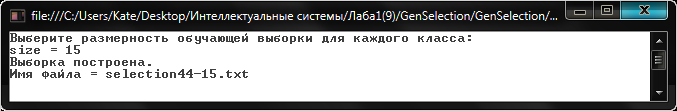 file:///C:/Users/Kate/Desktop/Интеллектуальные системы/Лаба1(9)/GenSelection/GenSelection/...
Выберите размерность обучающей выборки для каждого класса:
size = 15
Выборка построена.
Имя файла = selection44-15.txt